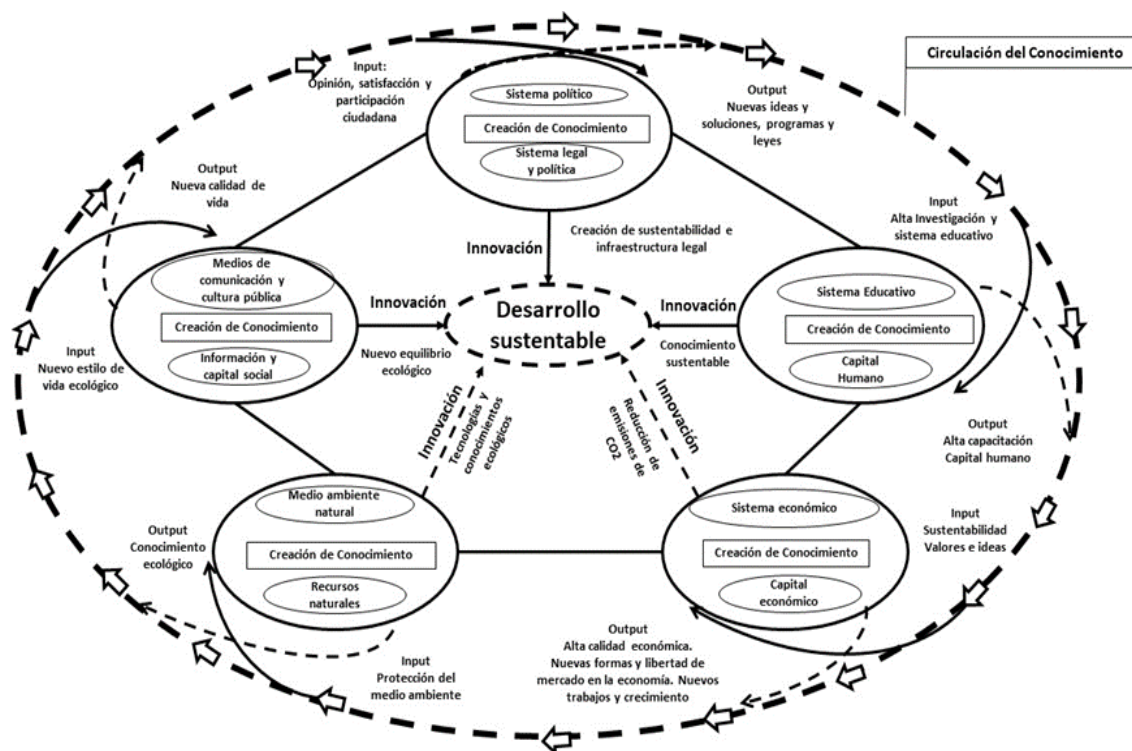 Circulación del Conocimiento
Input:
Opinión, satisfacción y
participación
ciudadana
Sistema político
Creación de Conocimiento
Sistema legal
y política
Output
Nuevas ideas y
soluciones, programas y
leyes
Output
Nueva calidad de
vida
Innovación
Creación de sustentabilidad e
infraestructura legal
Input
Alta Investigación y
sistema educativo
Medios de
comunicación y
cultura pública
Creación de Conocimiento
Información y
capital social
Innovación
Nuevo equilibrio
ecológico
Desarrollo
sustentable
Innovación
Conocimiento
sustentable
Sistema Educativo
Creación de Conocimiento
Capital
Humano
Input
Nuevo estilo de
vida ecológico
Innovación
Tecnologías y
conocimientos
ecológicos
Innovación
Reducción de
emisiones de
CO2
Output
Alta capacitación
Capital humano
Medio ambiente
natural
Creación de Conocimiento
Recursos
naturales
Sistema económico
Creación de Conocimiento
Capital
económico
Output
Conocimiento
ecológico
Input
Sustentabilidad
Valores e ideas
Input
Protección del
medio ambiente
Output
Alta calidad económica.
Nuevas formas y libertad de
mercado en la economía. Nuevos
trabajos y crecimiento